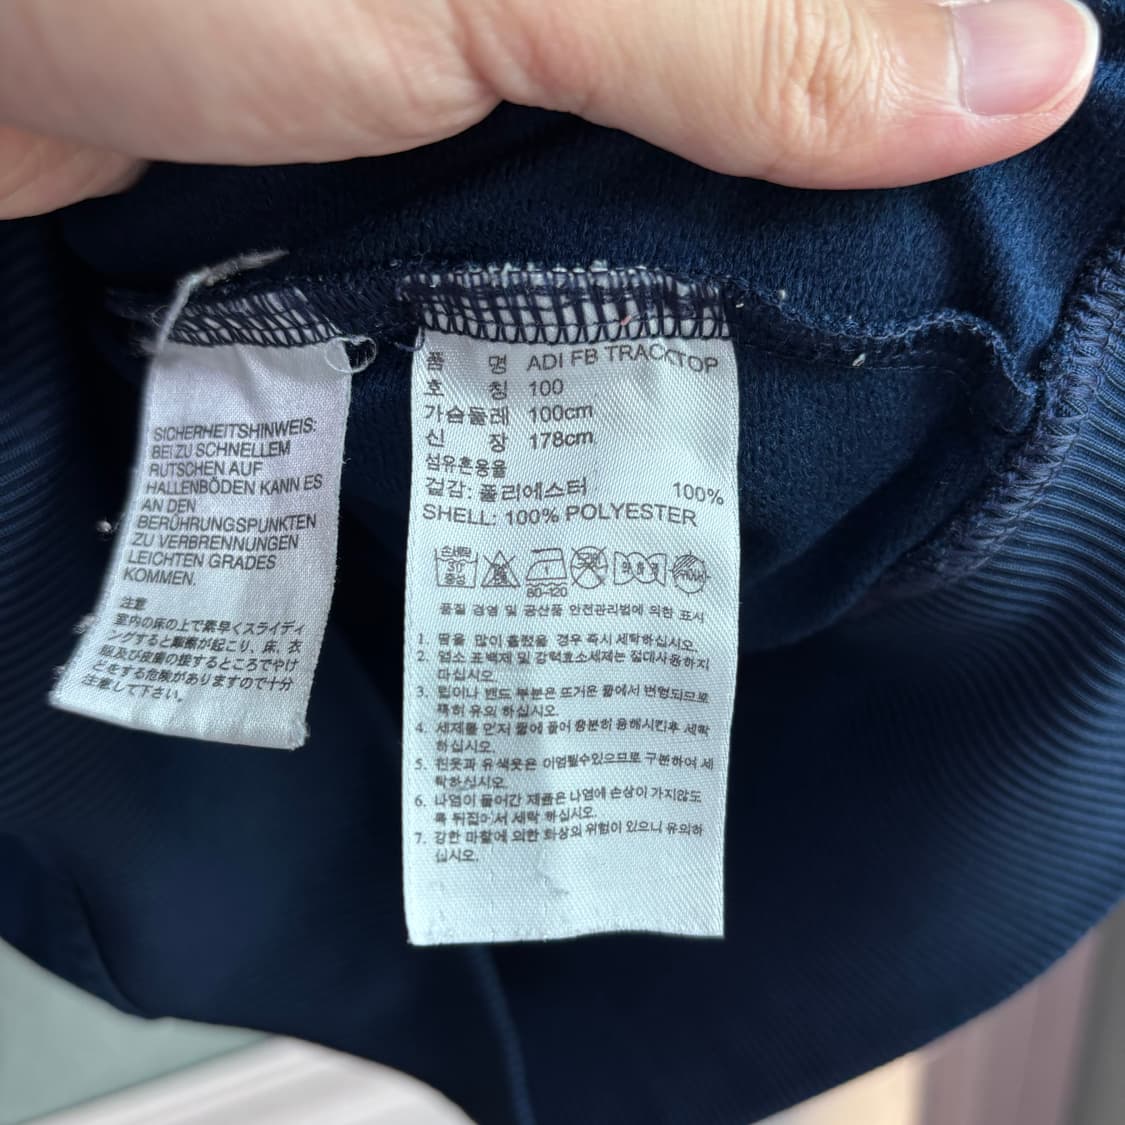 SICHERHEITSHINWEIS:
BEI ZU SCHNELLEM
RUTSCHEN AUF
HALLENBÖDEN KANN ES
AN DEN
BERÜHRUNGSPUNKTEN
ZU VERBRENNUNGEN
LEICHTEN GRADES
KOMMEN.
注意
室内の床の上で素早くスライディ
ングすると摩擦が起こり、床、衣
類及び皮膚の接するところでやけ
どをする危険がありますので十分
注意して下さい。
품 명 ADI FB TRACKTOP
호 칭 100
가슴둘레 100cm
신 장 178cm
섬유혼용율
겉감: 폴리에스터 100%
SHELL: 100% POLYESTER
손세탁
30
중성
80-120
품질 경영 및 공산품 안전관리법에 의한 표시
1. 땀을 많이 흘렸을 경우 즉시 세탁하십시오.
2. 염소 표백제 및 강력효소세제는 절대사용하지
마십시오.
3. 립이나 밴드 부분은 뜨거운 물에서 변형되므로
특히 유의 하십시오.
4. 세제를 먼저 물에 풀어 충분히 용해시킨후 세탁
하십시오.
5. 흰옷과 유색옷은 이염될수있으므로 구분하여 세
탁하십시오.
6. 나염이 들어간 제품은 나염에 손상이 가지않도
록 뒤집어서 세탁 하십시오.
7. 강한 마찰에 의한 화상의 위험이 있으니 유의하
십시오.